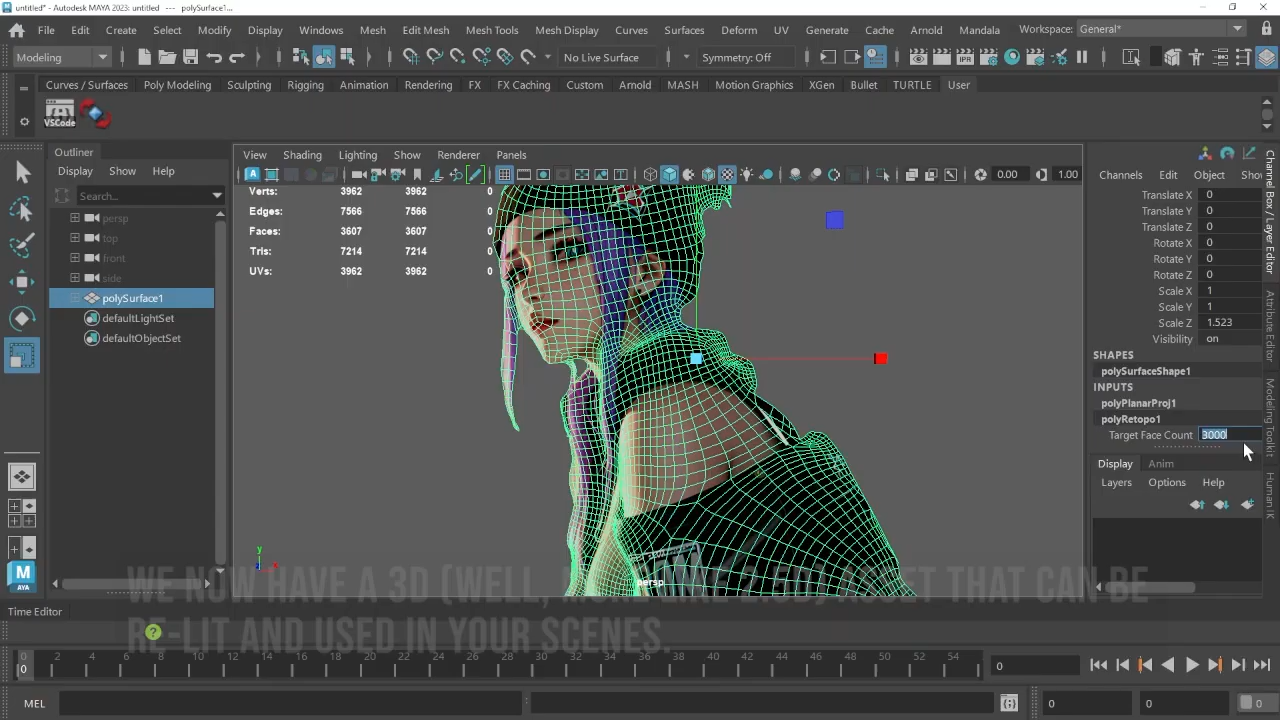 untitled* - Autodesk MAYA 2023: untitled --- polySurface1...
File Edit Create Select Modify Display Windows Mesh Edit Mesh Mesh Tools Mesh Display Curves Surfaces Deform UV Generate Cache Arnold Mandala Workspace: General*
Modeling No Live Surface Symmetry: Off
Curves / Surfaces Poly Modeling Sculpting Rigging Animation Rendering FX FX Caching Custom Arnold MASH Motion Graphics XGen Bullet TURTLE User
VSCode
Outliner
Display Show Help
Search...
persp
top
front
side
polySurface1
defaultLightSet
defaultObjectSet
View Shading Lighting Show Renderer Panels
0.00 1.00
Verts: 3962 3962 0
Edges: 7566 7566 0
Faces: 3607 3607 0
Tris: 7214 7214 0
UVs: 3962 3962 0
persp
y
z x
Channels Edit Object Show
Translate X 0
Translate Y 0
Translate Z 0
Rotate X 0
Rotate Y 0
Rotate Z 0
Scale X 1
Scale Y 1
Scale Z 1.523
Visibility on
SHAPES
polySurfaceShape1
INPUTS
polyPlanarProj1
polyRetopo1
Target Face Count 3000
Display Anim
Layers Options Help
Channel Box / Layer Editor
Attribute Editor
Modeling Toolkit
Human IK
WE NOW HAVE A 3D (WELL, MORE LIKE 2.5D) ASSET THAT CAN BE
RE-LIT AND USED IN YOUR SCENES.
MAYA
Time Editor
0 2 4 6 8 10 12 14 16 18 20 22 24 26 28 30 32 34 36 38 40 42 44 46 48 50 52 54
0 0
MEL 0 0 0